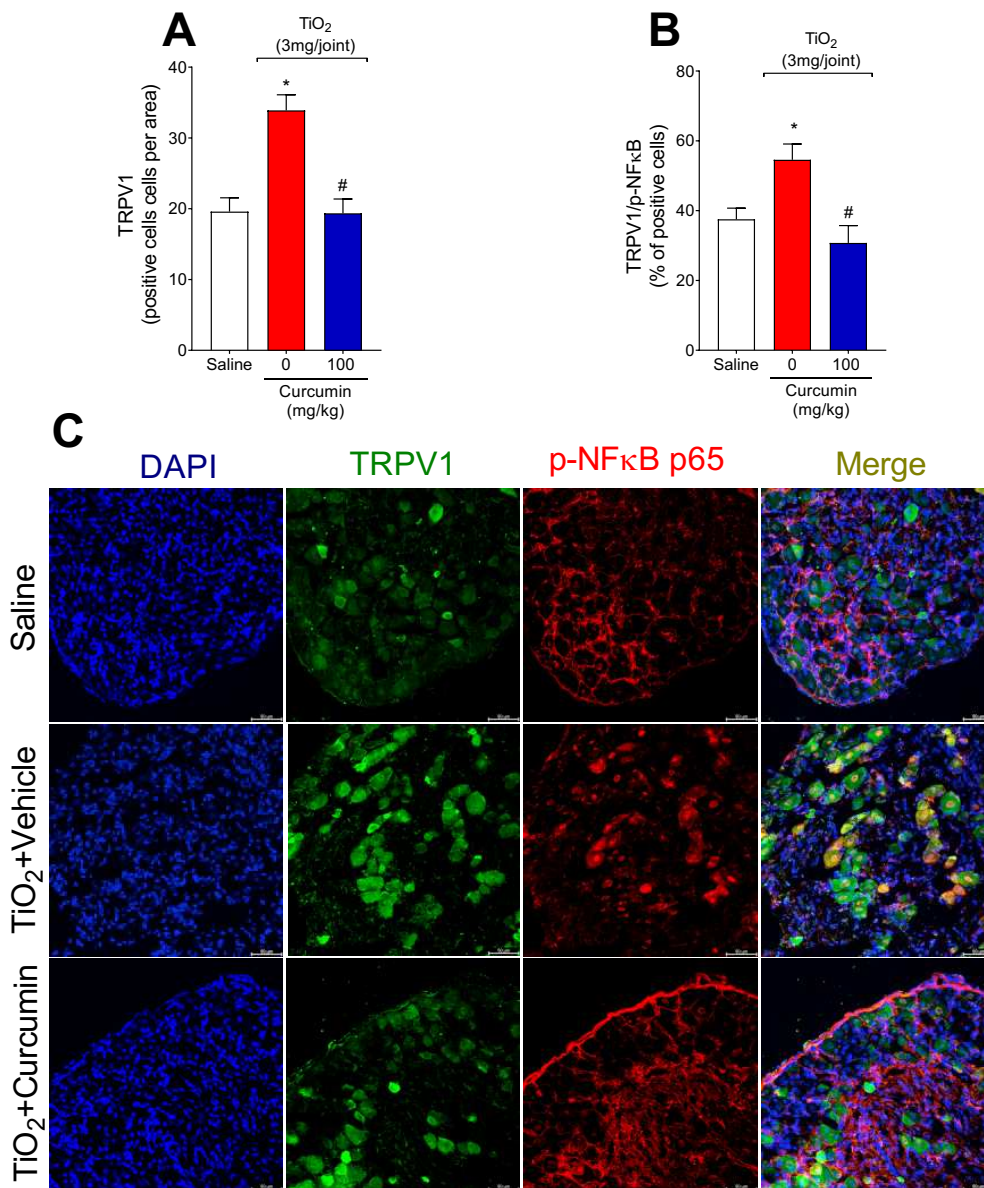 A
TiO₂
(3mg/joint)
TRPV1
(positive cells cells per area)
40
30
20
10
0
*
#
Saline
0
100
Curcumin
(mg/kg)
B
TiO₂
(3mg/joint)
TRPV1/p-NFκB
(% of positive cells)
80
60
40
20
0
*
#
Saline
0
100
Curcumin
(mg/kg)
C
DAPI
TRPV1
p-NFκB p65
Merge
Saline
TiO₂+Vehicle
TiO₂+Curcumin